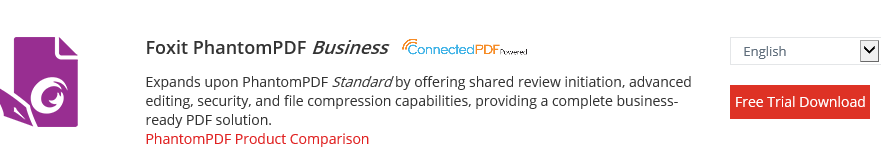 Foxit PhantomPDF Business ConnectedPDF Powered
English
Expands upon PhantomPDF Standard by offering shared review initiation, advanced
editing, security, and file compression capabilities, providing a complete business-
ready PDF solution.
Free Trial Download
PhantomPDF Product Comparison